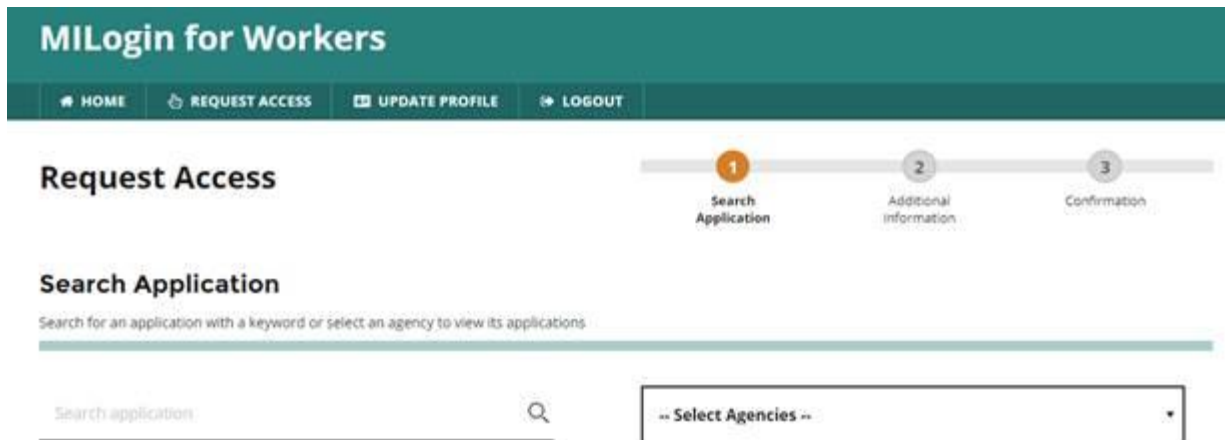 MILogin for Workers
HOME REQUEST ACCESS UPDATE PROFILE LOGOUT
Request Access
1 2 3
Search Application
Additional Information
Confirmation
Search Application
Search for an application with a keyword or select an agency to view its applications
Search application
-- Select Agencies --